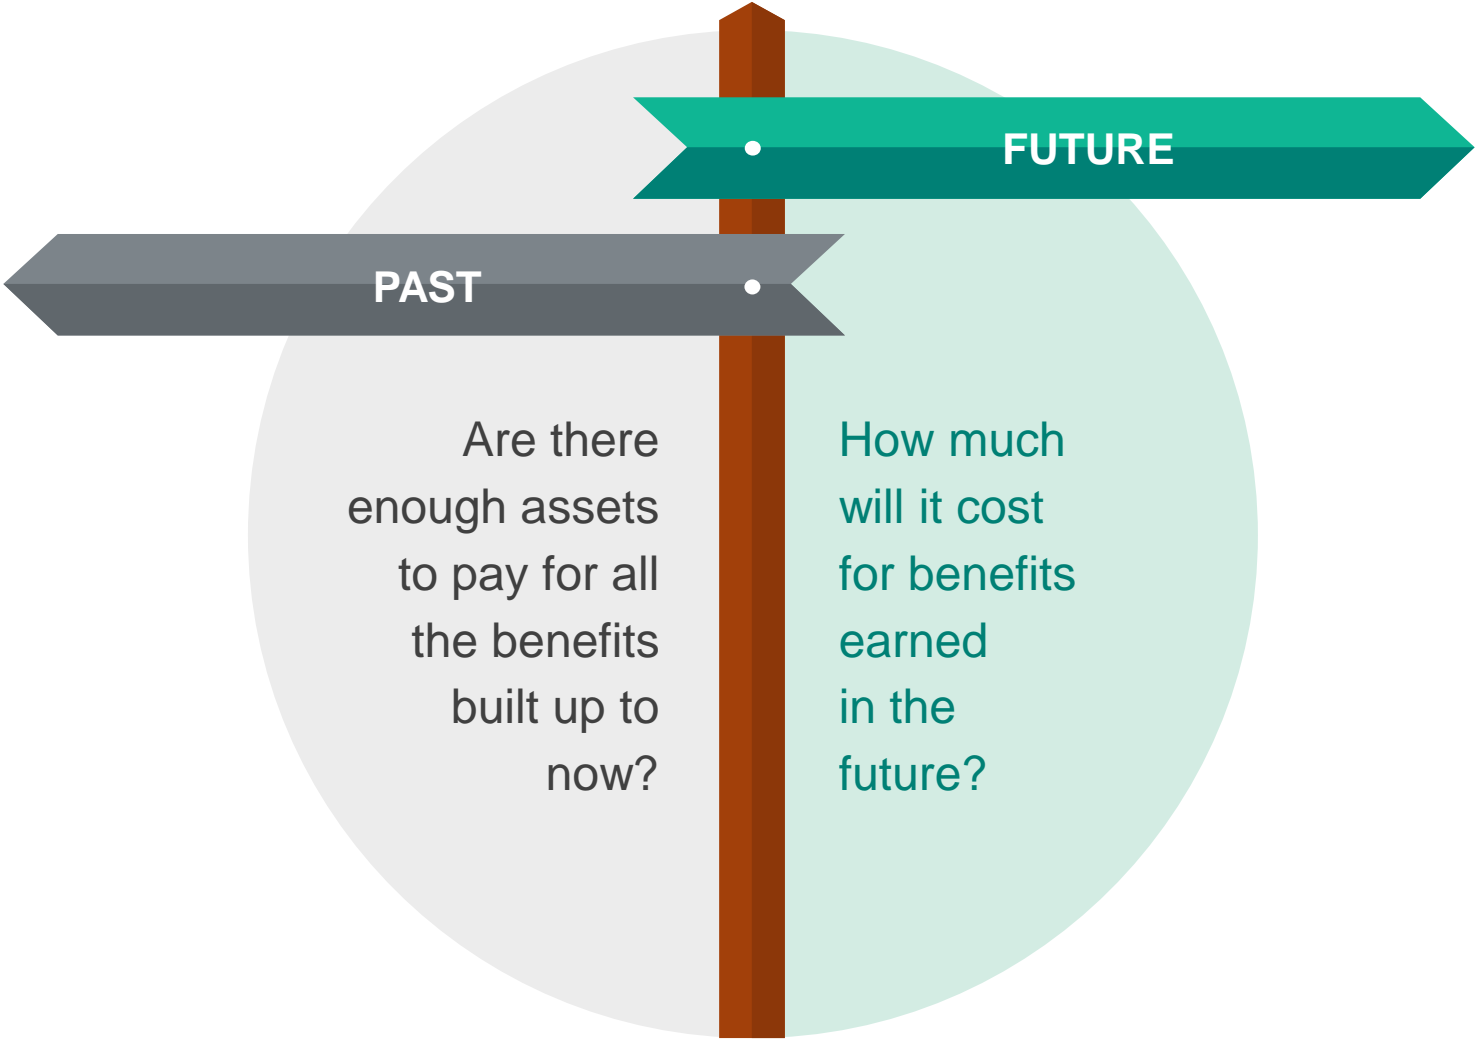 FUTURE
PAST
Are there
enough assets
to pay for all
the benefits
built up to
now?
How much
will it cost
for benefits
earned
in the
future?